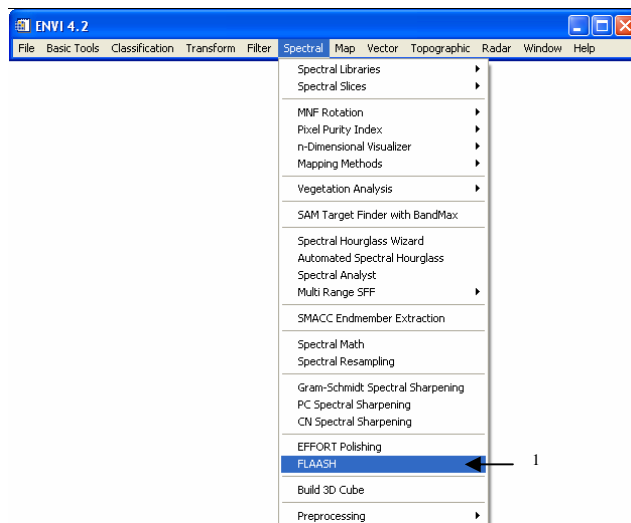 ENVI 4.2
File Basic Tools Classification Transform Filter Spectral Map Vector Topographic Radar Window Help
Spectral Libraries
Spectral Slices
MNF Rotation
Pixel Purity Index
n-Dimensional Visualizer
Mapping Methods
Vegetation Analysis
SAM Target Finder with BandMax
Spectral Hourglass Wizard
Automated Spectral Hourglass
Spectral Analyst
Multi Range SFF
SMACC Endmember Extraction
Spectral Math
Spectral Resampling
Gram-Schmidt Spectral Sharpening
PC Spectral Sharpening
CN Spectral Sharpening
EFFORT Polishing
FLAASH 1
Build 3D Cube
Preprocessing